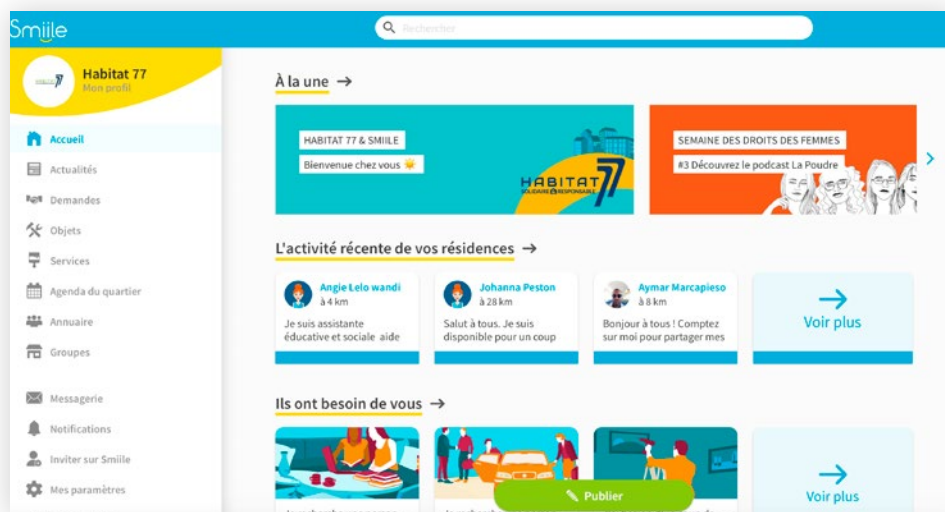 Smiile
Rechercher
Habitat 77
Mon profil
Accueil
Actualités
Demandes
Objets
Services
Agenda du quartier
Annuaire
Groupes
Messagerie
Notifications
Inviter sur Smiile
Mes paramètres
À la une →
HABITAT 77 & SMIILE
Bienvenue chez vous
HABITAT 77
SOLIDAIRE & RESPONSABLE
SEMAINE DES DROITS DES FEMMES
#3 Découvrez le podcast La Poudre
L'activité récente de vos résidences →
Angie Lelo wandi
à 4 km
Je suis assistante
éducative et sociale aide
Johanna Peston
à 28 km
Salut à tous. Je suis
disponible pour un coup
Aymar Marcapieso
à 8 km
Bonjour à tous ! Comptez
sur moi pour partager mes
Voir plus
Ils ont besoin de vous →
Voir plus
Publier